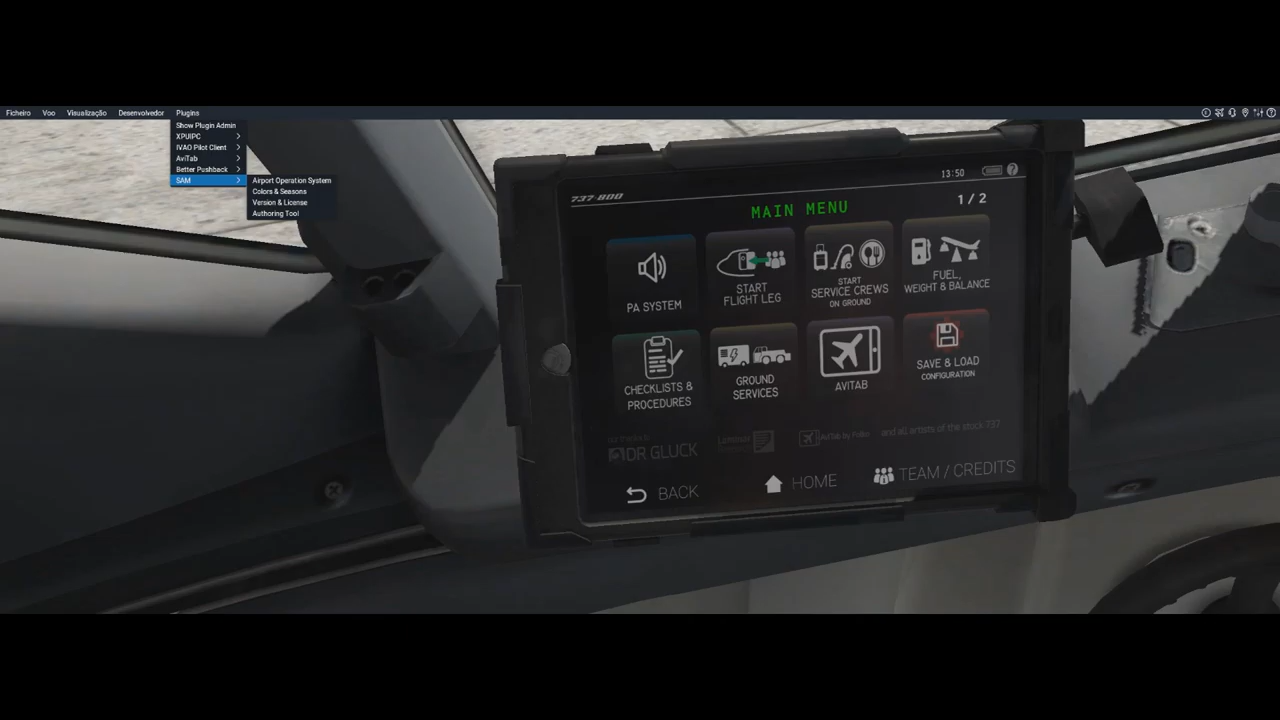 Ficheiro Voo Visualização Desenvolvedor Plugins
Show Plugin Admin
XPUIPC
IVAO Pilot Client
AviTab
Better Pushback
SAM
Airport Operation System
Colors & Seasons
Version & License
Authoring Tool
737-800
13:50
MAIN MENU
1 / 2
PA SYSTEM
START
FLIGHT LEG
START
SERVICE CREWS
ON GROUND
FUEL,
WEIGHT & BALANCE
CHECKLISTS &
PROCEDURES
GROUND
SERVICES
AVITAB
SAVE & LOAD
CONFIGURATION
DR GLUCK
AviTab by Folko
and all artists of the stock 737
BACK
HOME
TEAM / CREDITS